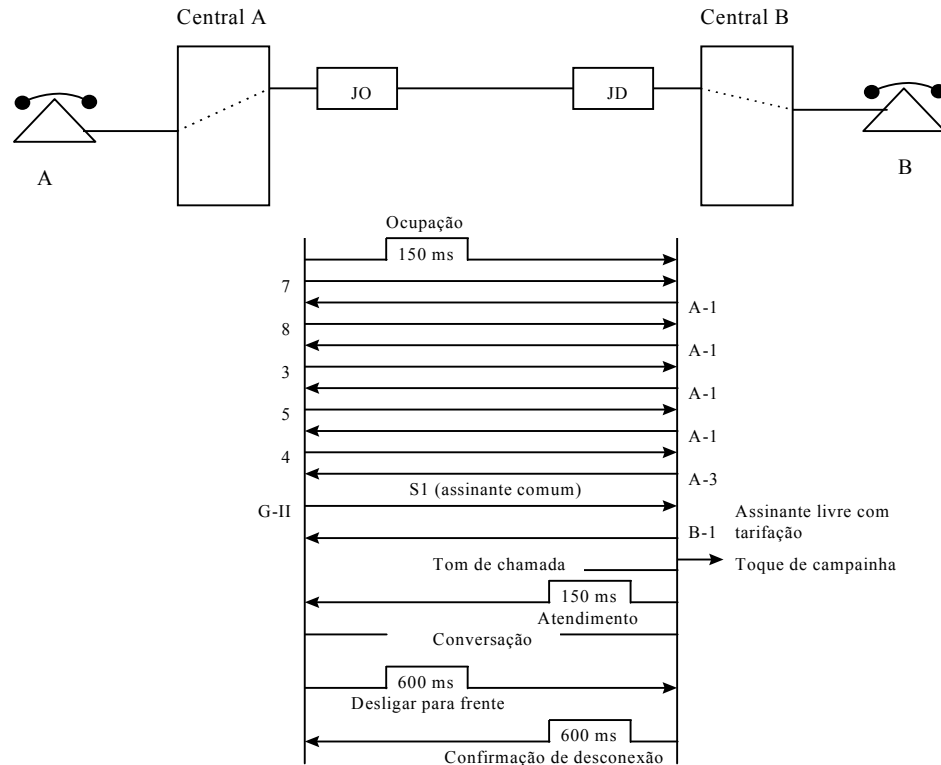 Central A
Central B
JO
JD
A
B
Ocupação
150 ms
7
A-1
8
A-1
3
A-1
5
A-1
4
A-3
S1 (assinante comum)
G-II
B-1
Assinante livre com
tarifação
Tom de chamada
Toque de campainha
150 ms
Atendimento
Conversação
600 ms
Desligar para frente
600 ms
Confirmação de desconexão